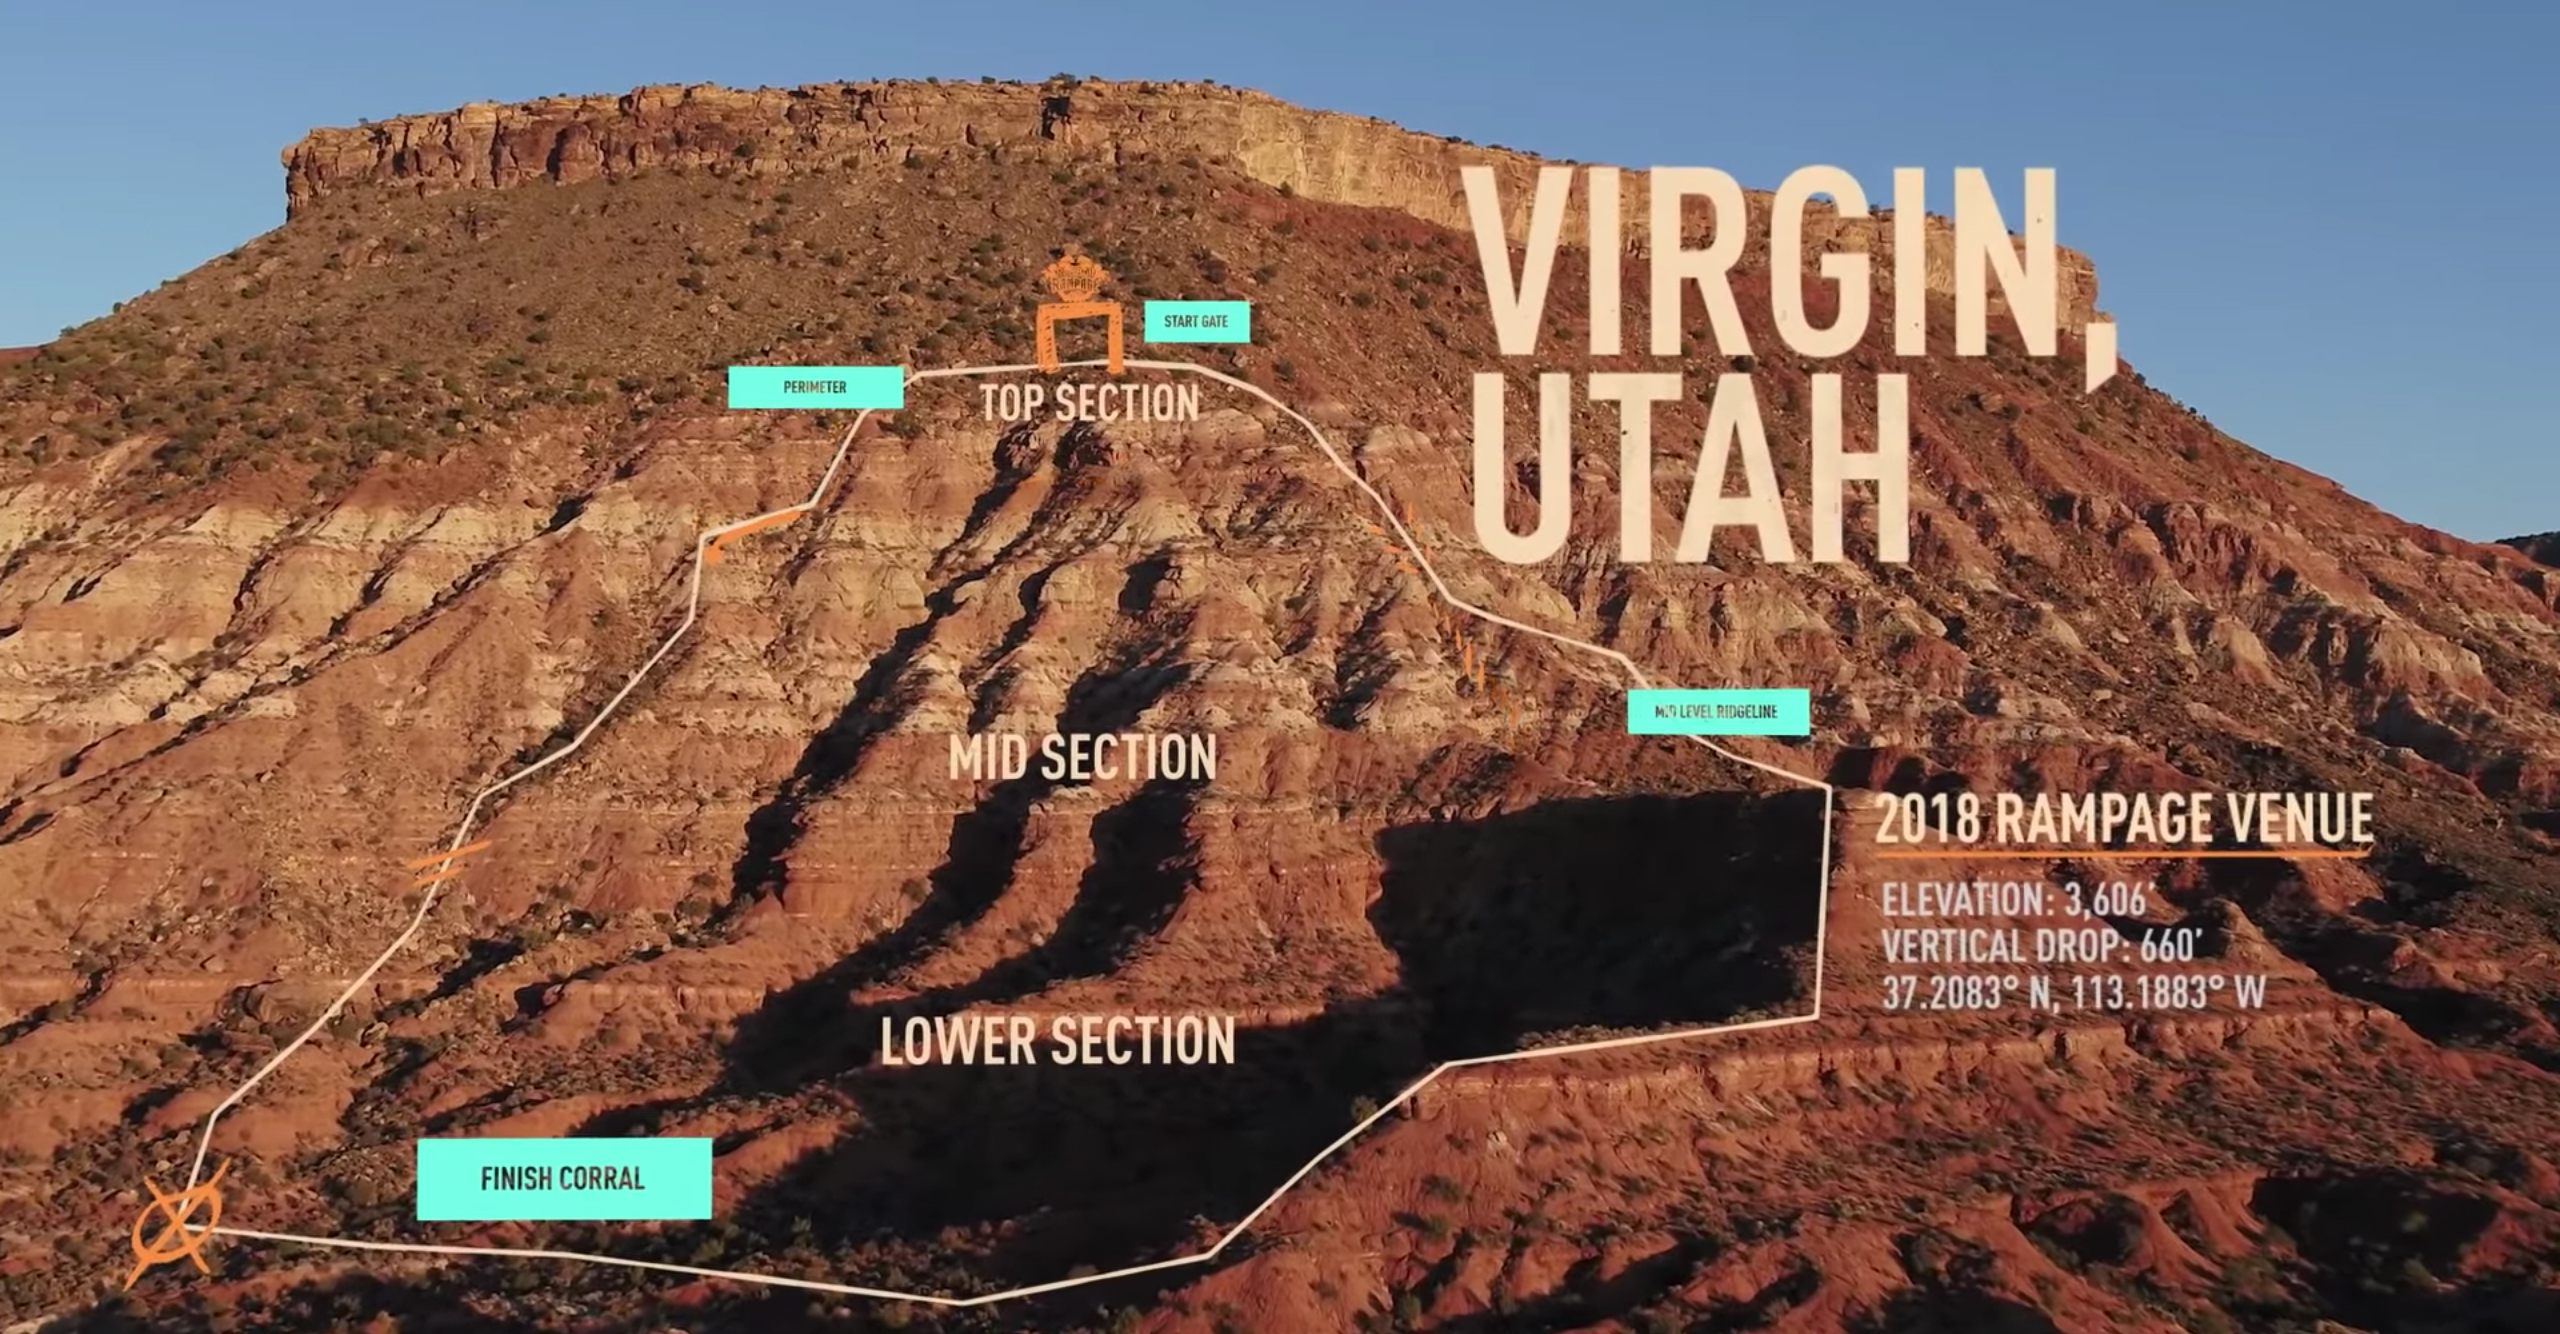 RAMPAGE
START GATE
PERIMETER
TOP SECTION
VIRGIN,
UTAH
MID LEVEL RIDGELINE
MID SECTION
2018 RAMPAGE VENUE
ELEVATION: 3,606'
VERTICAL DROP: 660'
37.2083° N, 113.1883° W
LOWER SECTION
FINISH CORRAL